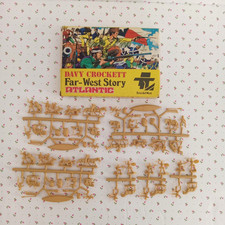 DAVY CROCKETT
Far-West Story
ATLANTIC